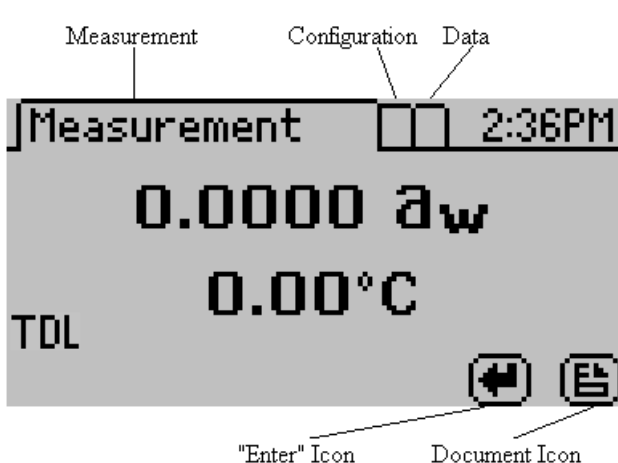 Measurement Configuration Data
Measurement 2:36PM
0.0000 aw
0.00°C
TDL
"Enter" Icon Document Icon